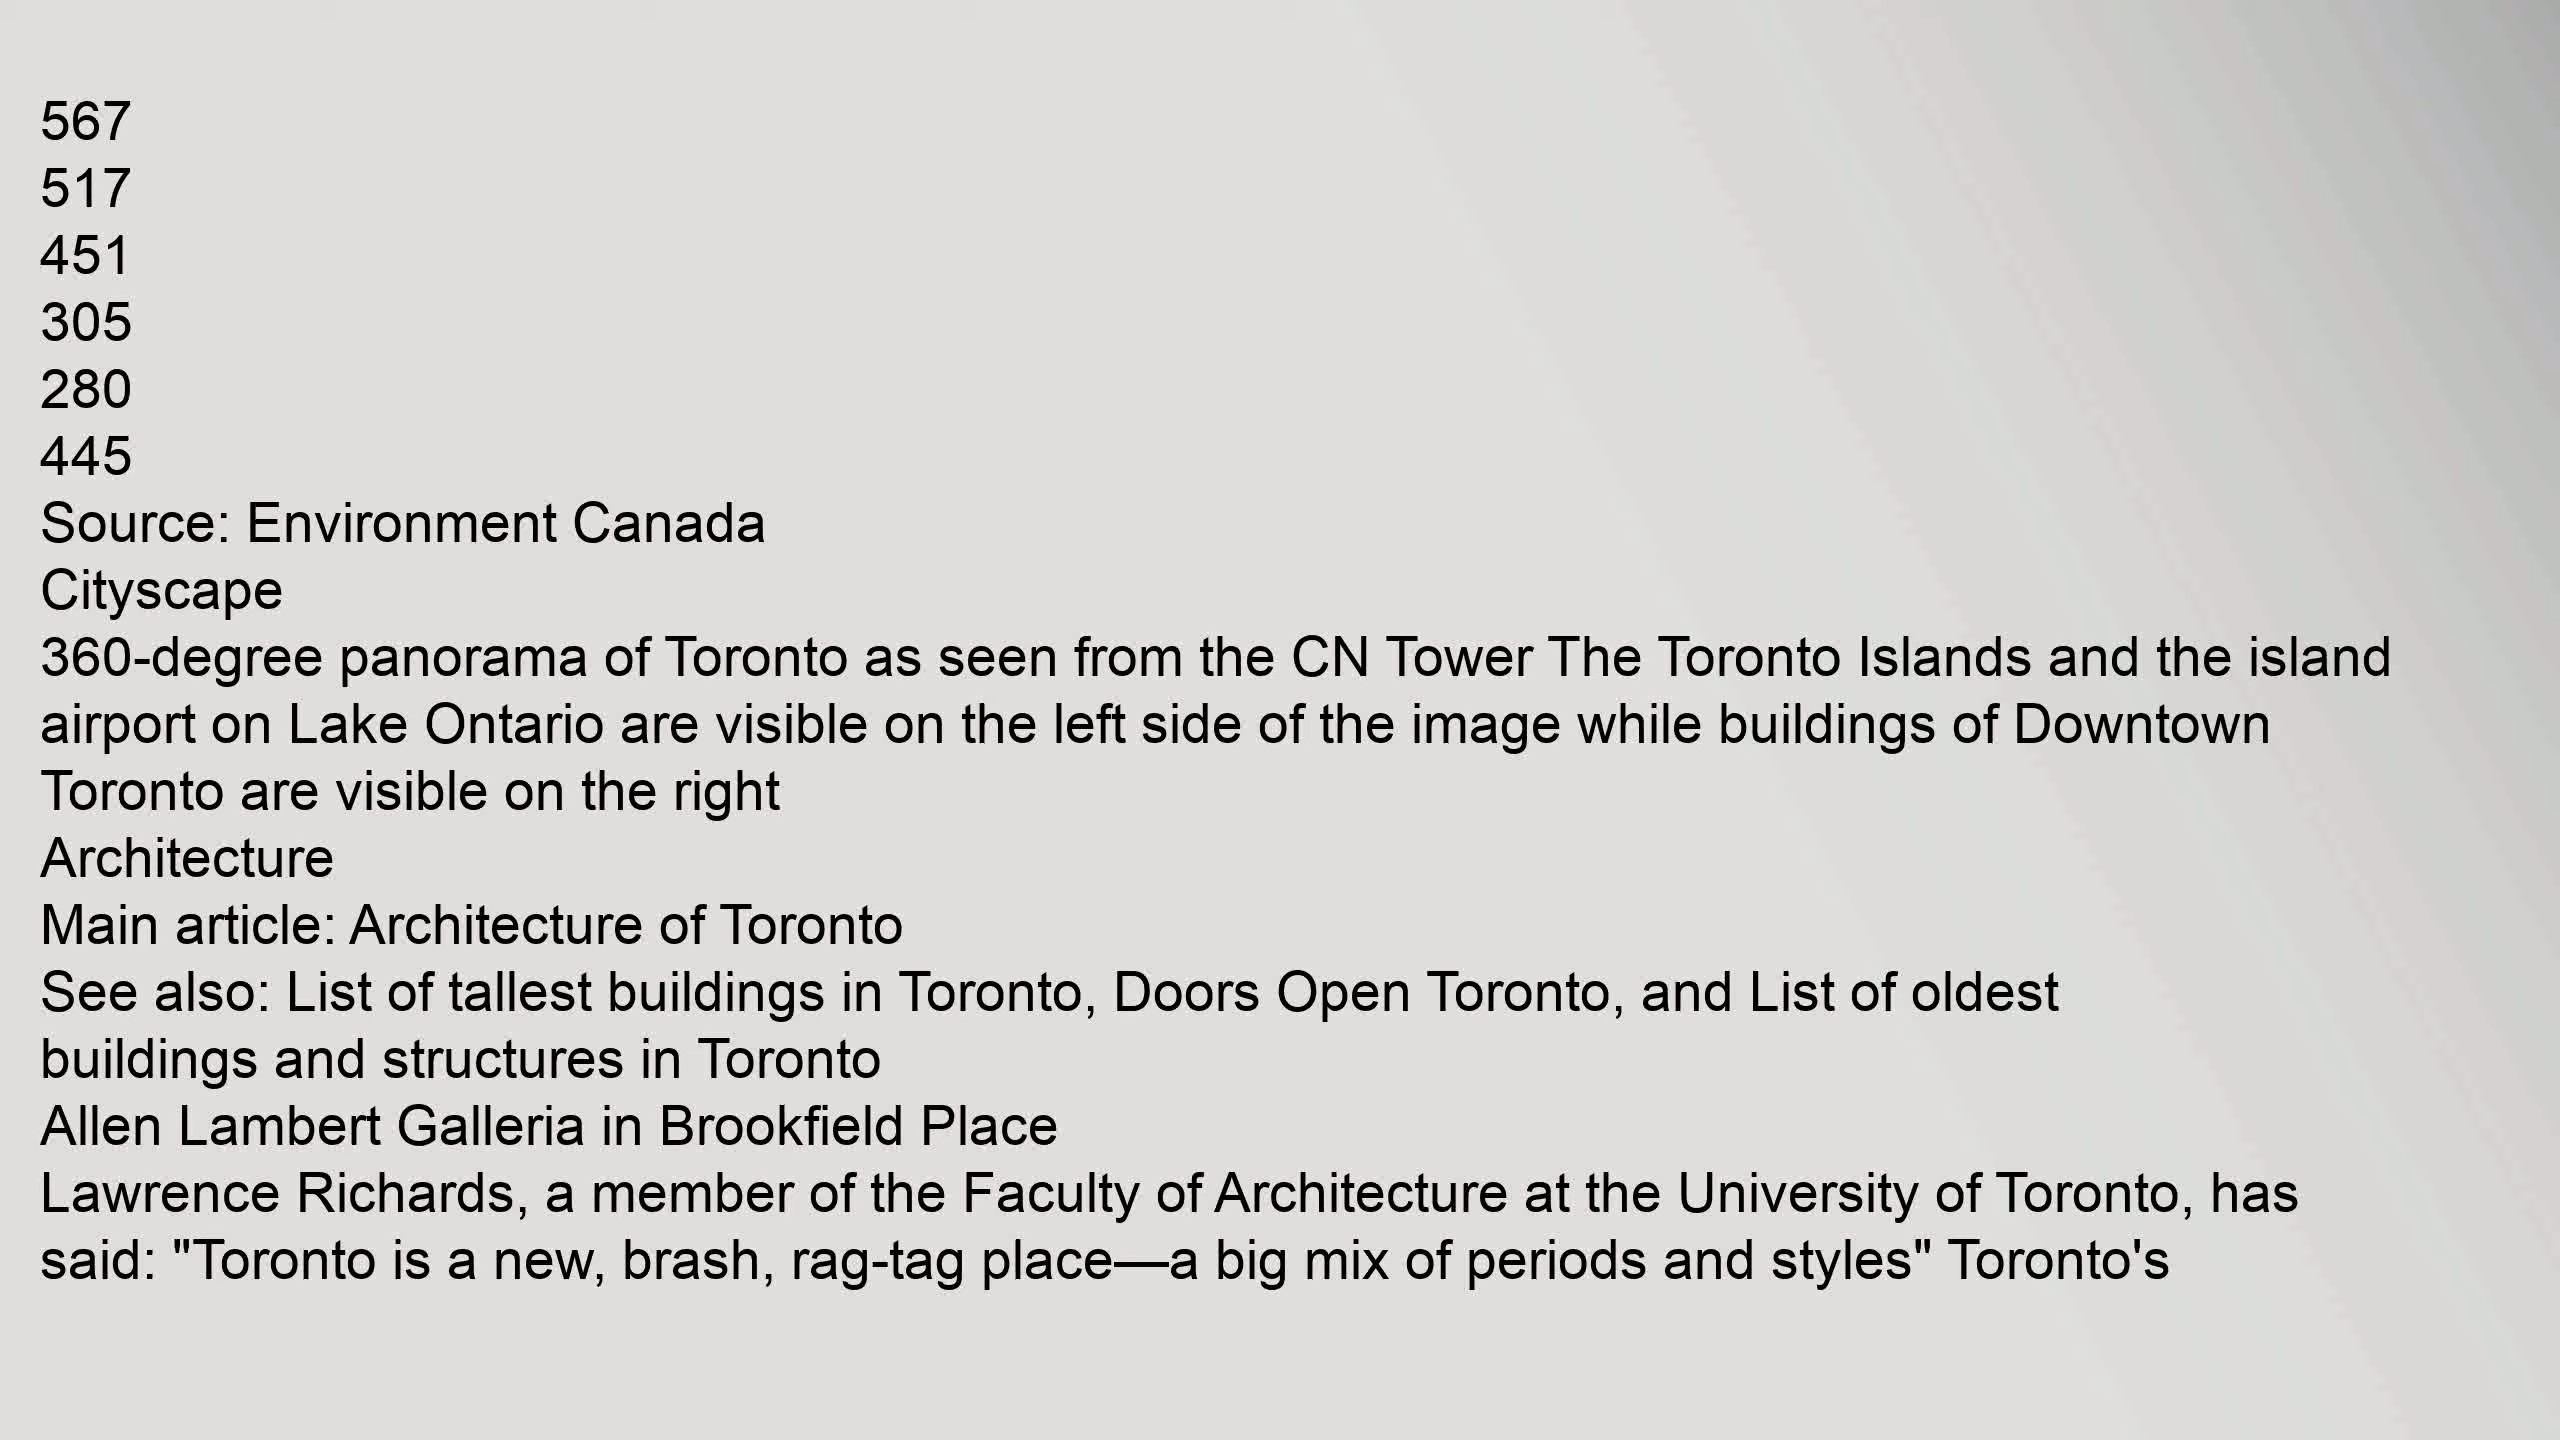 567
517
451
305
280
445
Source: Environment Canada
Cityscape
360-degree panorama of Toronto as seen from the CN Tower The Toronto Islands and the island
airport on Lake Ontario are visible on the left side of the image while buildings of Downtown
Toronto are visible on the right
Architecture
Main article: Architecture of Toronto
See also: List of tallest buildings in Toronto, Doors Open Toronto, and List of oldest
buildings and structures in Toronto
Allen Lambert Galleria in Brookfield Place
Lawrence Richards, a member of the Faculty of Architecture at the University of Toronto, has
said: "Toronto is a new, brash, rag-tag place—a big mix of periods and styles" Toronto's